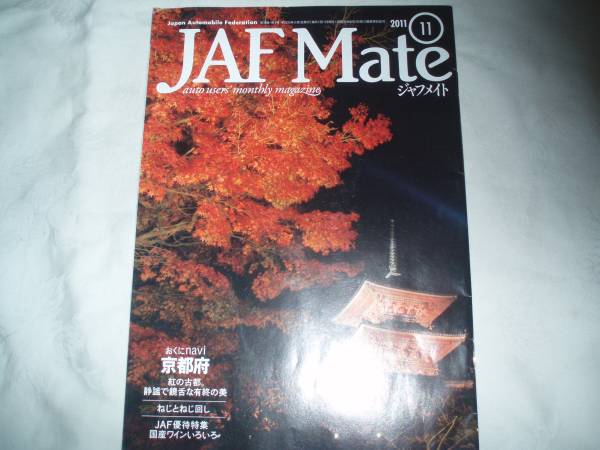 Japan Automobile Federation
2011 11
JAF Mate
auto users' monthly magazine
ジャフメイト
おくにnavi
京都府
紅の古都。
静謐で饒舌な有終の美
ねじとねじ回し
JAF優待特集
国産ワインいろいろ